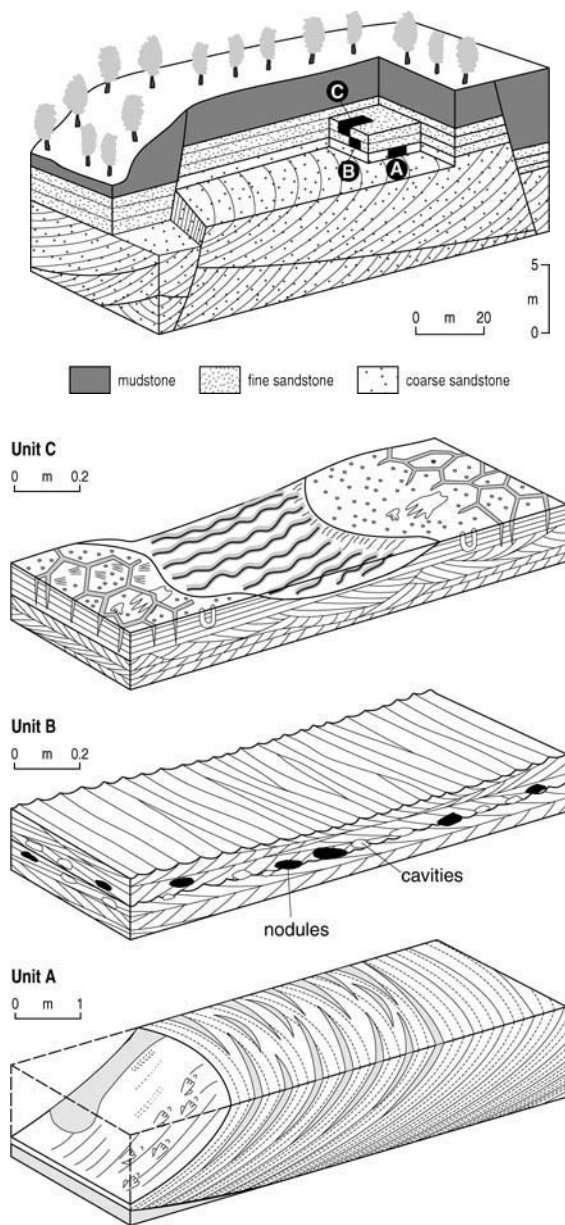 C
B
A
5
m
0
0 m 20
mudstone
fine sandstone
coarse sandstone
Unit C
0 m 0.2
Unit B
0 m 0.2
cavities
nodules
Unit A
0 m 1